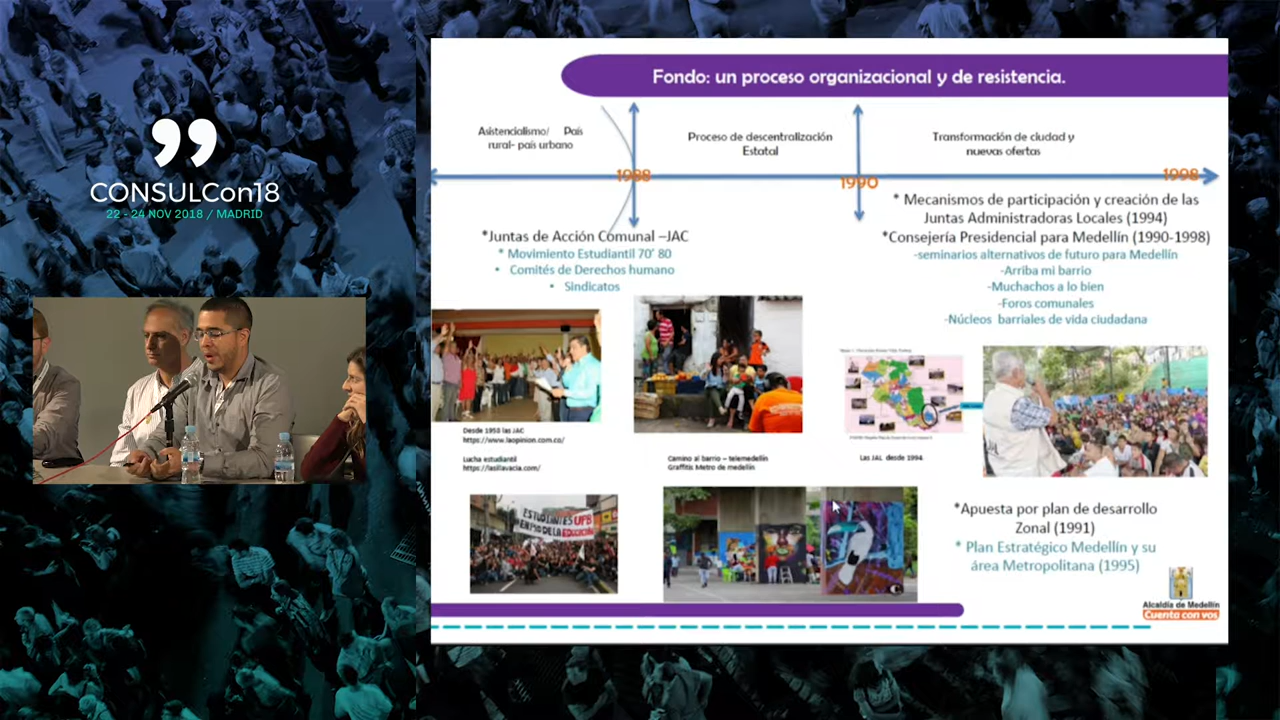 CONSULCon18
22 - 24 NOV 2018 / MADRID
Fondo: un proceso organizacional y de resistencia.
Asistencialismo/ País
rural- país urbano
Proceso de descentralización
Estatal
Transformación de ciudad y
nuevas ofertas
1988
1990
1998
*Juntas de Acción Comunal –JAC
* Movimiento Estudiantil 70' 80
• Comités de Derechos humano
• Sindicatos
* Mecanismos de participación y creación de las
Juntas Administradoras Locales (1994)
*Consejería Presidencial para Medellín (1990-1998)
-seminarios alternativos de futuro para Medellín
-Arriba mi barrio
-Muchachos a lo bien
-Foros comunales
-Núcleos barriales de vida ciudadana
Desde 1958 las JAC
https://www.laopinion.com.co/
Lucha estudiantil
https://lasillavacia.com/
Camino al barrio – telemedellín
Graffitis Metro de medellín
Las JAL desde 1994
ESTUDIANTES UPB
EDUCACIÓN
*Apuesta por plan de desarrollo
Zonal (1991)
* Plan Estratégico Medellín y su
área Metropolitana (1995)
Alcaldía de Medellín
Cuenta con vos